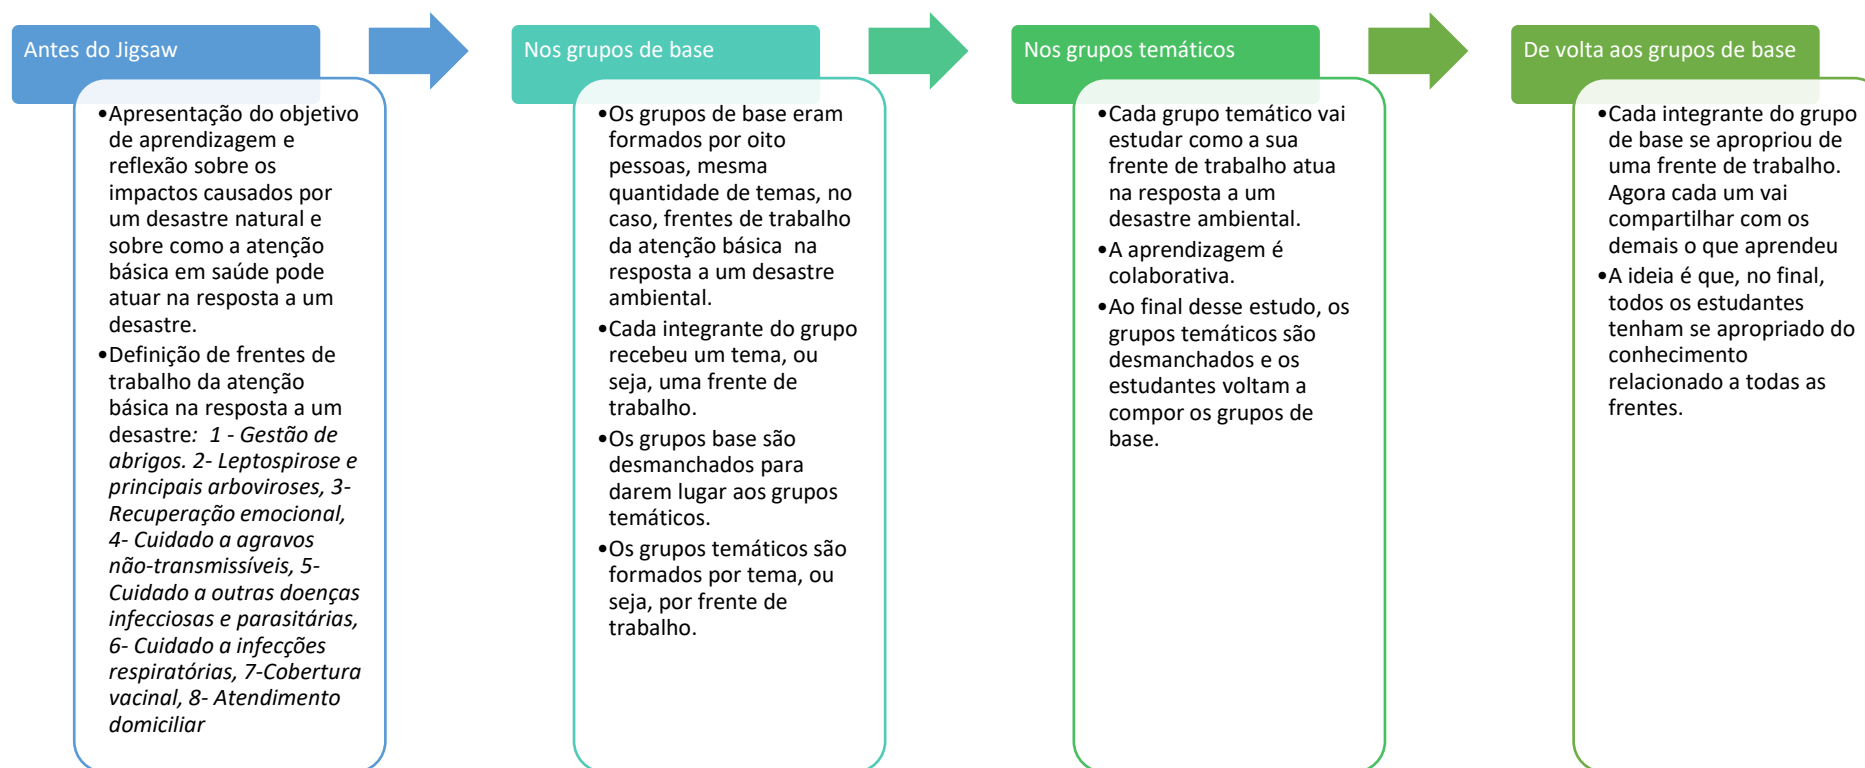 Antes do Jigsaw
•Apresentação do objetivo
de aprendizagem e
reflexão sobre os
impactos causados por
um desastre natural e
sobre como a atenção
básica em saúde pode
atuar na resposta a um
desastre.
•Definição de frentes de
trabalho da atenção
básica na resposta a um
desastre: 1 - Gestão de
abrigos. 2- Leptospirose e
principais arboviroses, 3-
Recuperação emocional,
4- Cuidado a agravos
não-transmissíveis, 5-
Cuidado a outras doenças
infecciosas e parasitárias,
6- Cuidado a infecções
respiratórias, 7-Cobertura
vacinal, 8- Atendimento
domiciliar
Nos grupos de base
•Os grupos de base eram
formados por oito
pessoas, mesma
quantidade de temas, no
caso, frentes de trabalho
da atenção básica na
resposta a um desastre
ambiental.
•Cada integrante do grupo
recebeu um tema, ou
seja, uma frente de
trabalho.
•Os grupos base são
desmanchados para
darem lugar aos grupos
temáticos.
•Os grupos temáticos são
formados por tema, ou
seja, por frente de
trabalho.
Nos grupos temáticos
•Cada grupo temático vai
estudar como a sua
frente de trabalho atua
na resposta a um
desastre ambiental.
•A aprendizagem é
colaborativa.
•Ao final desse estudo, os
grupos temáticos são
desmanchados e os
estudantes voltam a
compor os grupos de
base.
De volta aos grupos de base
•Cada integrante do grupo
de base se apropriou de
uma frente de trabalho.
Agora cada um vai
compartilhar com os
demais o que aprendeu
•A ideia é que, no final,
todos os estudantes
tenham se apropriado do
conhecimento
relacionado a todas as
frentes.